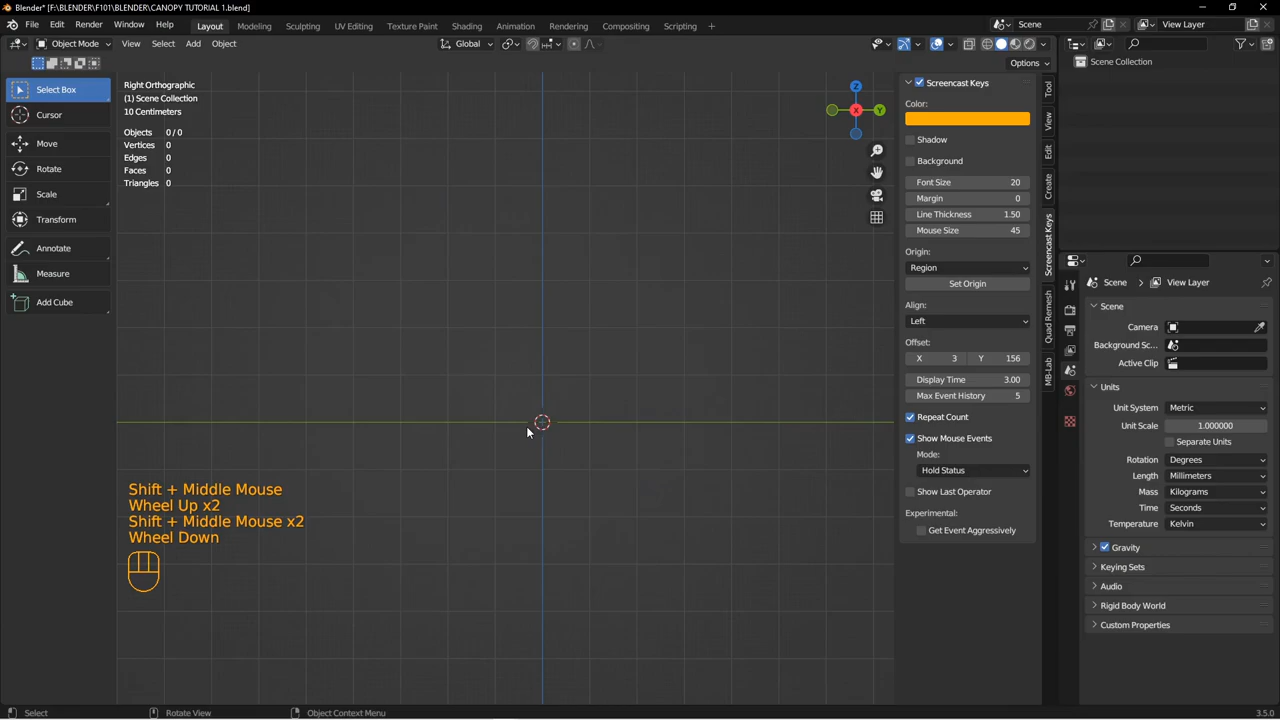 Blender* [F:\BLENDER\F101\BLENDER\CANOPY TUTORIAL 1.blend]
File Edit Render Window Help Layout Modeling Sculpting UV Editing Texture Paint Shading Animation Rendering Compositing Scripting + Scene View Layer
Object Mode View Select Add Object Global
Options
Select Box
Cursor
Move
Rotate
Scale
Transform
Annotate
Measure
Add Cube
Right Orthographic
(1) Scene Collection
10 Centimeters
Objects 0/0
Vertices 0
Edges 0
Faces 0
Triangles 0
Shift + Middle Mouse
Wheel Up x2
Shift + Middle Mouse x2
Wheel Down
Z
X
Y
Screencast Keys
Color:
Shadow
Background
Font Size 20
Margin 0
Line Thickness 1.50
Mouse Size 45
Origin:
Region
Set Origin
Align:
Left
Offset:
X 3 Y 156
Display Time 3.00
Max Event History 5
Repeat Count
Show Mouse Events
Mode:
Hold Status
Show Last Operator
Experimental:
Get Event Aggressively
Tool
View
Edit
Create
Screencast Keys
Quad Remesh
MB-Lab
Scene Collection
Scene > View Layer
Scene
Camera
Background Sc...
Active Clip
Units
Unit System Metric
Unit Scale 1.000000
Separate Units
Rotation Degrees
Length Millimeters
Mass Kilograms
Time Seconds
Temperature Kelvin
Gravity
Keying Sets
Audio
Rigid Body World
Custom Properties
Select Rotate View Object Context Menu 3.5.0